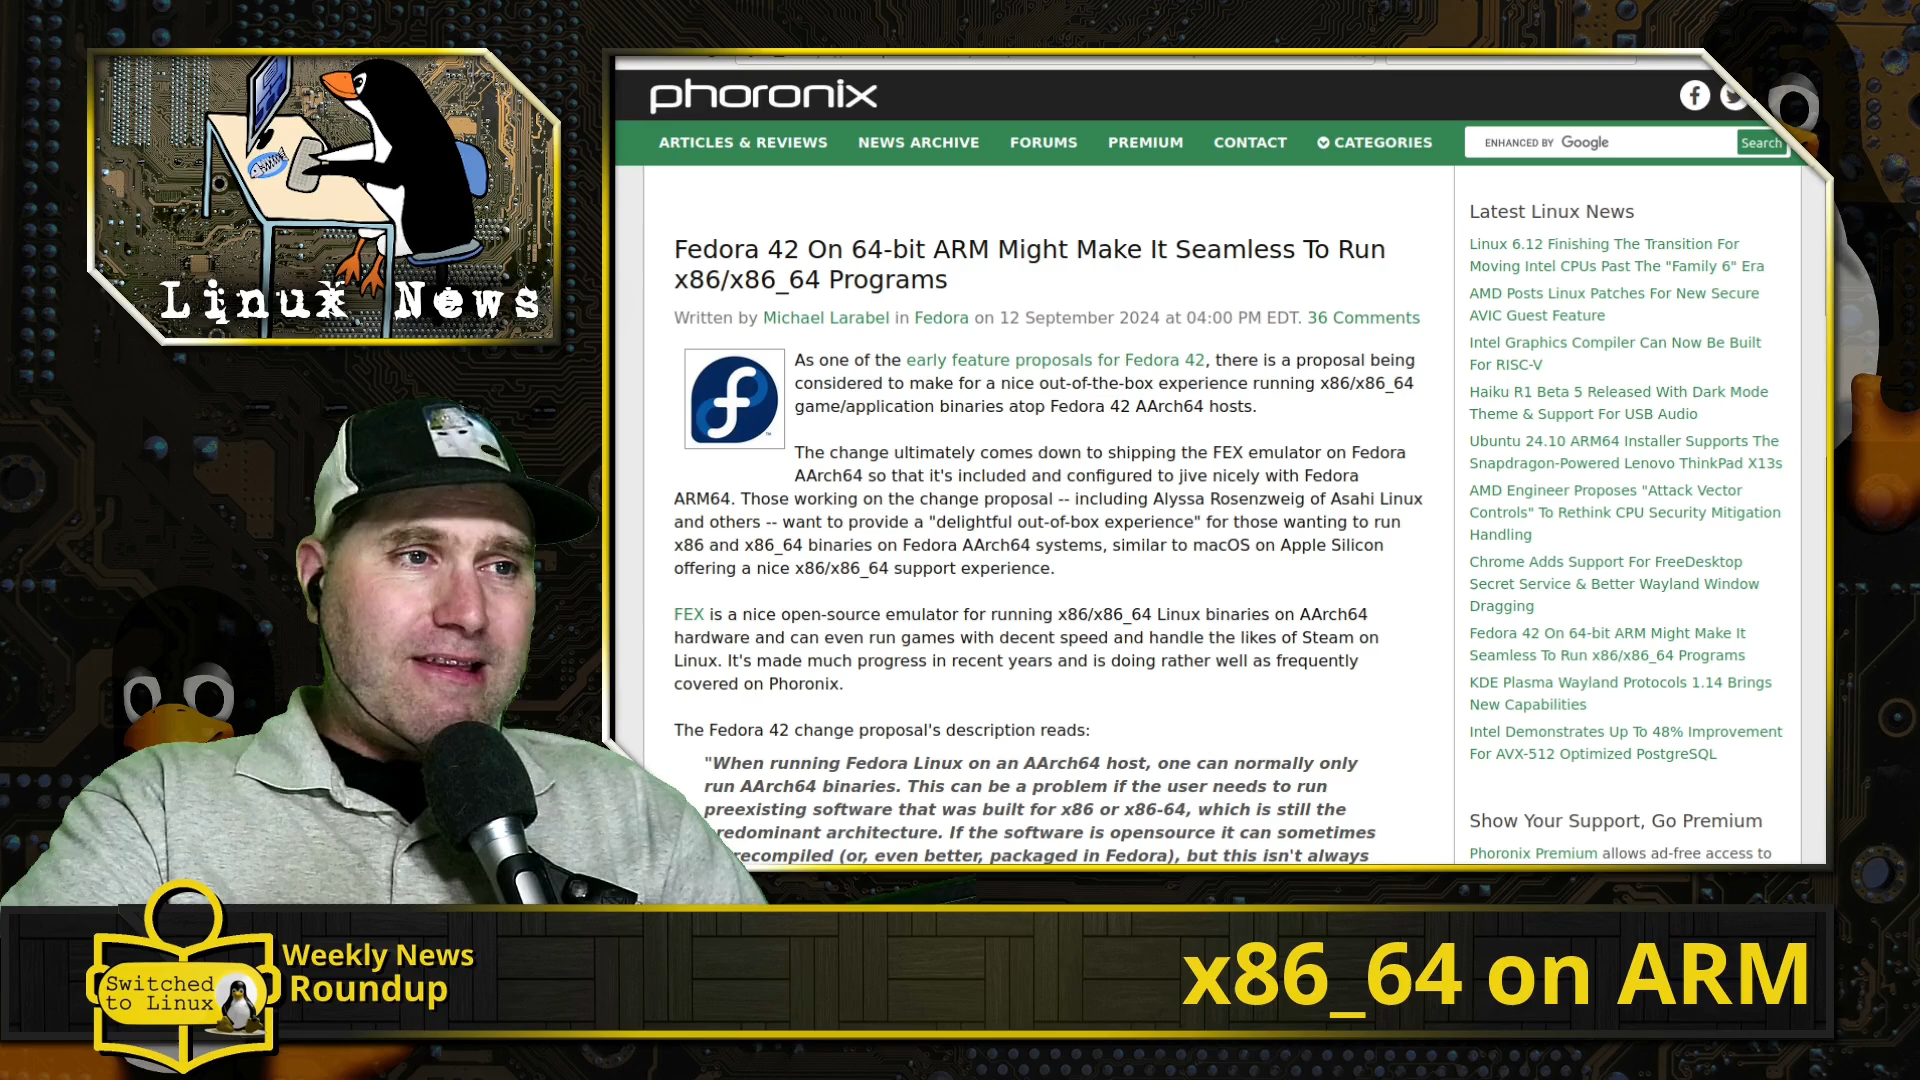 Linux News
phoronix
ARTICLES & REVIEWS NEWS ARCHIVE FORUMS PREMIUM CONTACT CATEGORIES
ENHANCED BY Google
Search
Fedora 42 On 64-bit ARM Might Make It Seamless To Run
x86/x86_64 Programs
Written by Michael Larabel in Fedora on 12 September 2024 at 04:00 PM EDT. 36 Comments
As one of the early feature proposals for Fedora 42, there is a proposal being
considered to make for a nice out-of-the-box experience running x86/x86_64
game/application binaries atop Fedora 42 AArch64 hosts.
The change ultimately comes down to shipping the FEX emulator on Fedora
AArch64 so that it's included and configured to jive nicely with Fedora
ARM64. Those working on the change proposal -- including Alyssa Rosenzweig of Asahi Linux
and others -- want to provide a "delightful out-of-box experience" for those wanting to run
x86 and x86_64 binaries on Fedora AArch64 systems, similar to macOS on Apple Silicon
offering a nice x86/x86_64 support experience.
FEX is a nice open-source emulator for running x86/x86_64 Linux binaries on AArch64
hardware and can even run games with decent speed and handle the likes of Steam on
Linux. It's made much progress in recent years and is doing rather well as frequently
covered on Phoronix.
The Fedora 42 change proposal's description reads:
"When running Fedora Linux on an AArch64 host, one can normally only
run AArch64 binaries. This can be a problem if the user needs to run
preexisting software that was built for x86 or x86-64, which is still the
architecture. If the software is opensource it can sometimes
recompiled (or, even better, packaged in Fedora), but this isn't always
Latest Linux News
Linux 6.12 Finishing The Transition For
Moving Intel CPUs Past The "Family 6" Era
AMD Posts Linux Patches For New Secure
AVIC Guest Feature
Intel Graphics Compiler Can Now Be Built
For RISC-V
Haiku R1 Beta 5 Released With Dark Mode
Theme & Support For USB Audio
Ubuntu 24.10 ARM64 Installer Supports The
Snapdragon-Powered Lenovo ThinkPad X13s
AMD Engineer Proposes "Attack Vector
Controls" To Rethink CPU Security Mitigation
Handling
Chrome Adds Support For FreeDesktop
Secret Service & Better Wayland Window
Dragging
Fedora 42 On 64-bit ARM Might Make It
Seamless To Run x86/x86_64 Programs
KDE Plasma Wayland Protocols 1.14 Brings
New Capabilities
Intel Demonstrates Up To 48% Improvement
For AVX-512 Optimized PostgreSQL
Show Your Support, Go Premium
Phoronix Premium allows ad-free access to
Switched
to Linux
Weekly News
Roundup
x86_64 on ARM